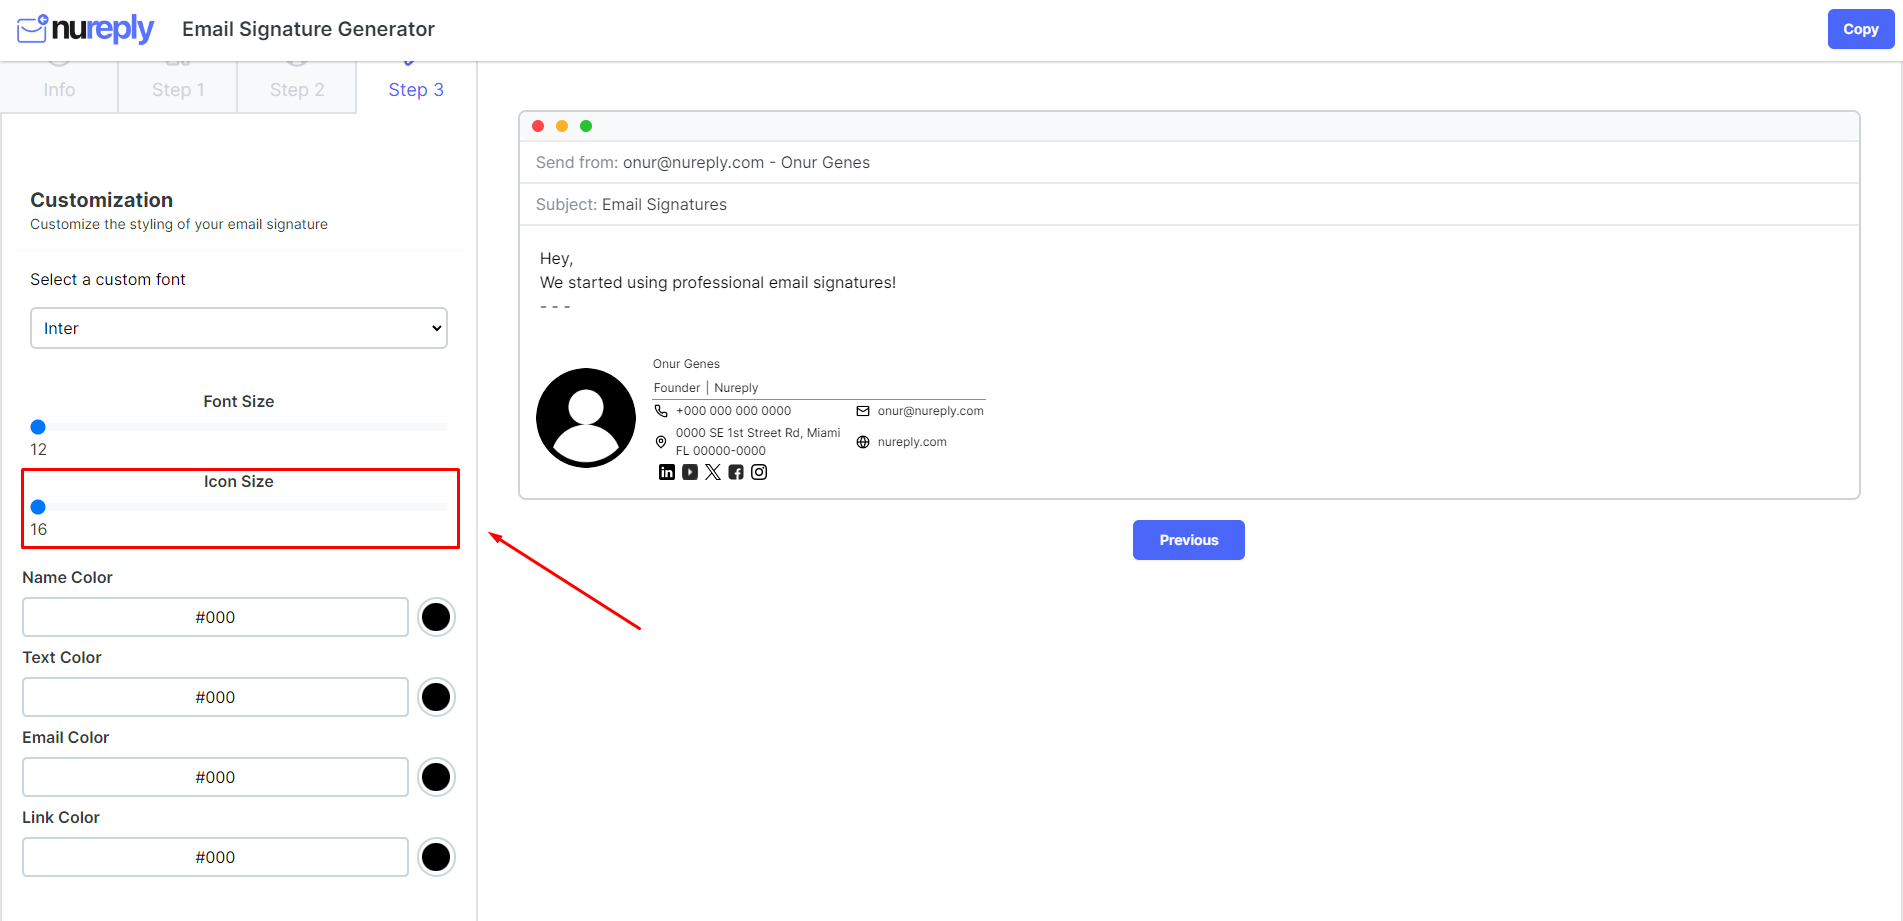 nureply Email Signature Generator Copy
Info Step 1 Step 2 Step 3
Customization
Customize the styling of your email signature
Select a custom font
Inter
Font Size
12
Icon Size
16
Name Color
#000
Text Color
#000
Email Color
#000
Link Color
#000
Send from: onur@nureply.com - Onur Genes
Subject: Email Signatures
Hey,
We started using professional email signatures!
- - -
Onur Genes
Founder | Nureply
+000 000 000 0000 onur@nureply.com
0000 SE 1st Street Rd, Miami
FL 00000-0000
nureply.com
Previous